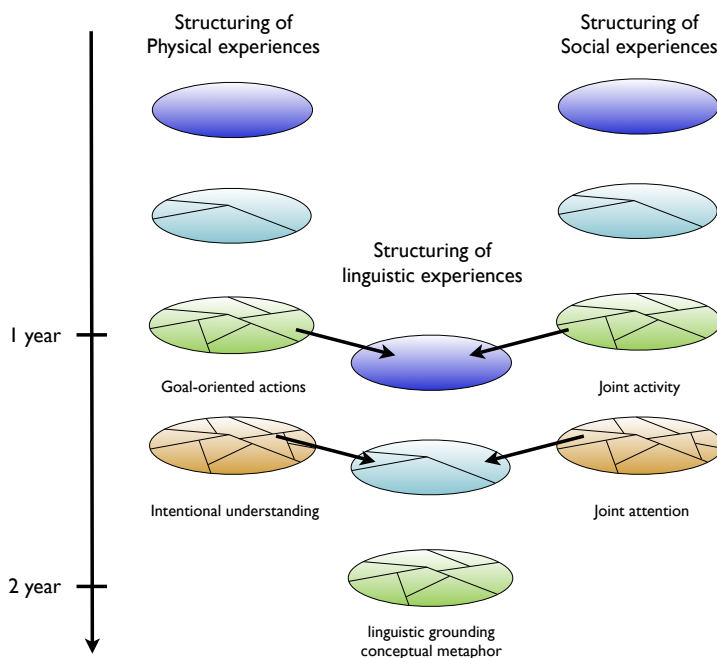 Structuring of
Physical experiences
Structuring of
Social experiences
Structuring of
linguistic experiences
1 year
Goal-oriented actions
Joint activity
Intentional understanding
Joint attention
2 year
linguistic grounding
conceptual metaphor